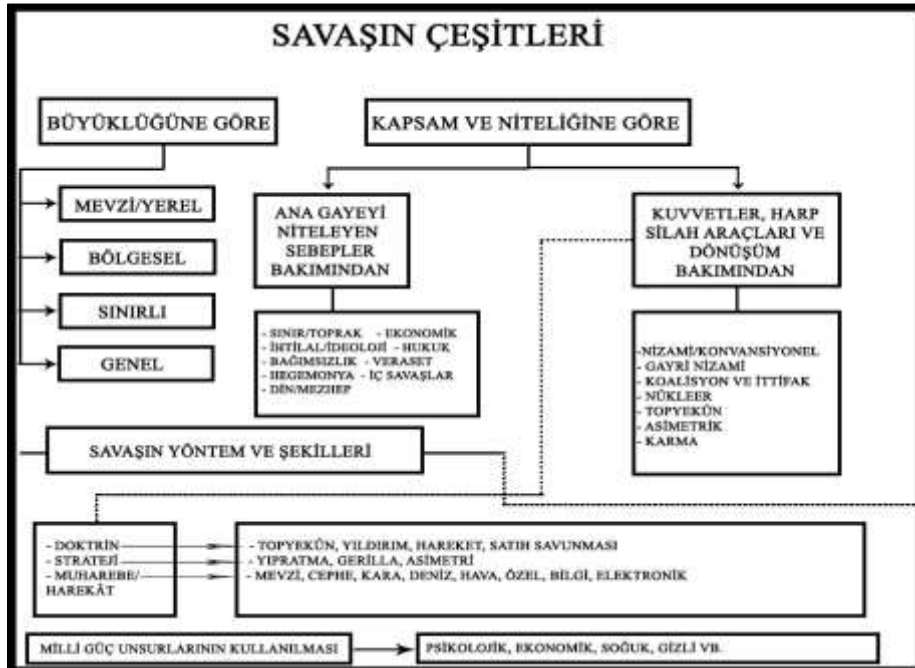 SAVAŞIN ÇEŞİTLERİ
BÜYÜKLÜĞÜNE GÖRE
KAPSAM VE NİTELİĞİNE GÖRE
MEVZİ/YEREL
BÖLGESEL
SINIRLI
GENEL
ANA GAYEYİ
NİTELEYEN
SEBEPLER
BAKIMINDAN
KUVVETLER, HARP
SİLAH ARAÇLARI VE
DÖNÜŞÜM
BAKIMINDAN
- SINIR/TOPRAK - EKONOMİK
- İHTİLAL/İDEOLOJİ - HUKUK
- BAĞIMSIZLIK - VERASET
- HEGEMONYA - İÇ SAVAŞLAR
- DİN/MEZHEP
-NİZAMİ/KONVANSİYONEL
- GAYRİ NİZAMİ
- KOALİSYON VE İTTİFAK
- NÜKLEER
- TOPYEKÛN
- ASİMETRİK
- KARMA
SAVAŞIN YÖNTEM VE ŞEKİLLERİ
- DOKTRİN
- STRATEJİ
- MUHAREBE/
HAREKÂT
- TOPYEKÛN, YILDIRIM, HAREKET, SATIH SAVUNMASI
- YIPRATMA, GERİLLA, ASİMETRİ
- MEVZİ, CEPHE, KARA, DENİZ, HAVA, ÖZEL, BİLGİ, ELEKTRONİK
MİLLİ GÜÇ UNSURLARININ KULLANILMASI
PSİKOLOJİK, EKONOMİK, SOĞUK, GİZLİ VB.